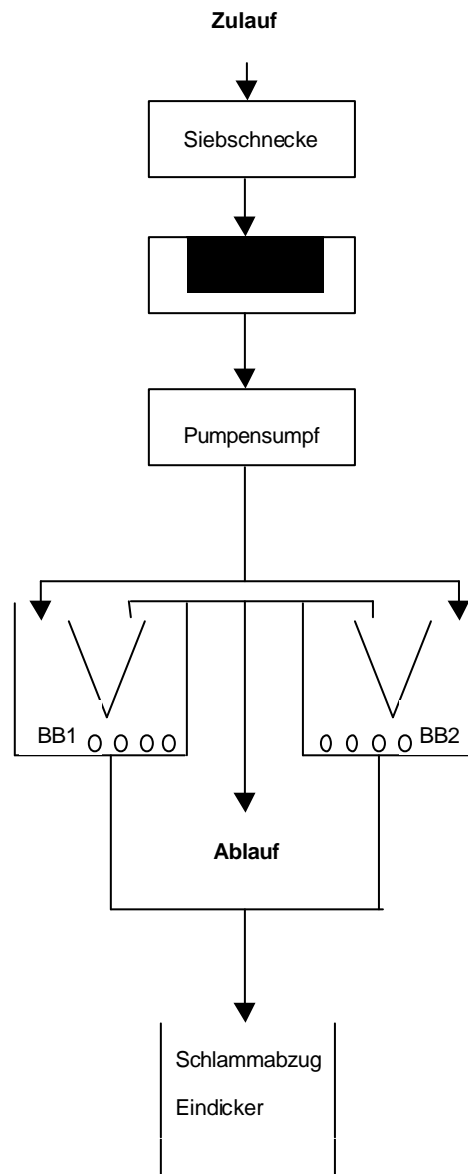 Zulauf
Siebschnecke
Pumpensumpf
BB1
BB2
Ablauf
Schlammabzug
Eindicker